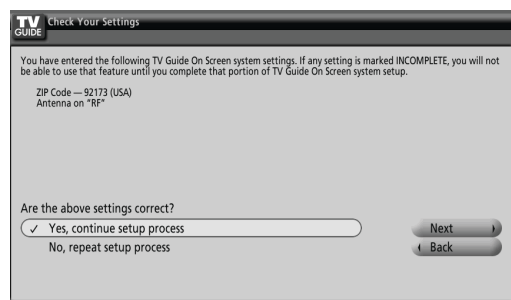 TV
GUIDE
Check Your Settings
You have entered the following TV Guide On Screen system settings. If any setting is marked INCOMPLETE, you will not
be able to use that feature until you complete that portion of TV Guide On Screen system setup.
ZIP Code — 92173 (USA)
Antenna on “RF”
Are the above settings correct?
✓ Yes, continue setup process
No, repeat setup process
Next
Back